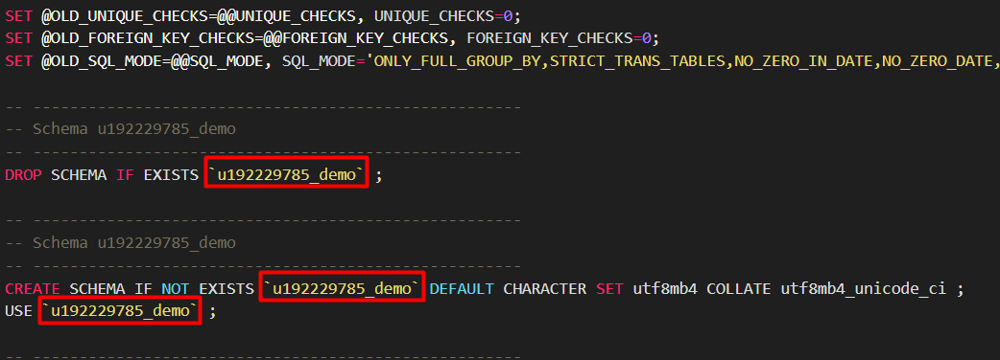 SET @OLD_UNIQUE_CHECKS=@@UNIQUE_CHECKS, UNIQUE_CHECKS=0;
SET @OLD_FOREIGN_KEY_CHECKS=@@FOREIGN_KEY_CHECKS, FOREIGN_KEY_CHECKS=0;
SET @OLD_SQL_MODE=@@SQL_MODE, SQL_MODE='ONLY_FULL_GROUP_BY,STRICT_TRANS_TABLES,NO_ZERO_IN_DATE,NO_ZERO_DATE,
-- -----------------------------------------------------
-- Schema u192229785_demo
-- -----------------------------------------------------
DROP SCHEMA IF EXISTS `u192229785_demo` ;
-- -----------------------------------------------------
-- Schema u192229785_demo
-- -----------------------------------------------------
CREATE SCHEMA IF NOT EXISTS `u192229785_demo` DEFAULT CHARACTER SET utf8mb4 COLLATE utf8mb4_unicode_ci ;
USE `u192229785_demo` ;
-- -----------------------------------------------------